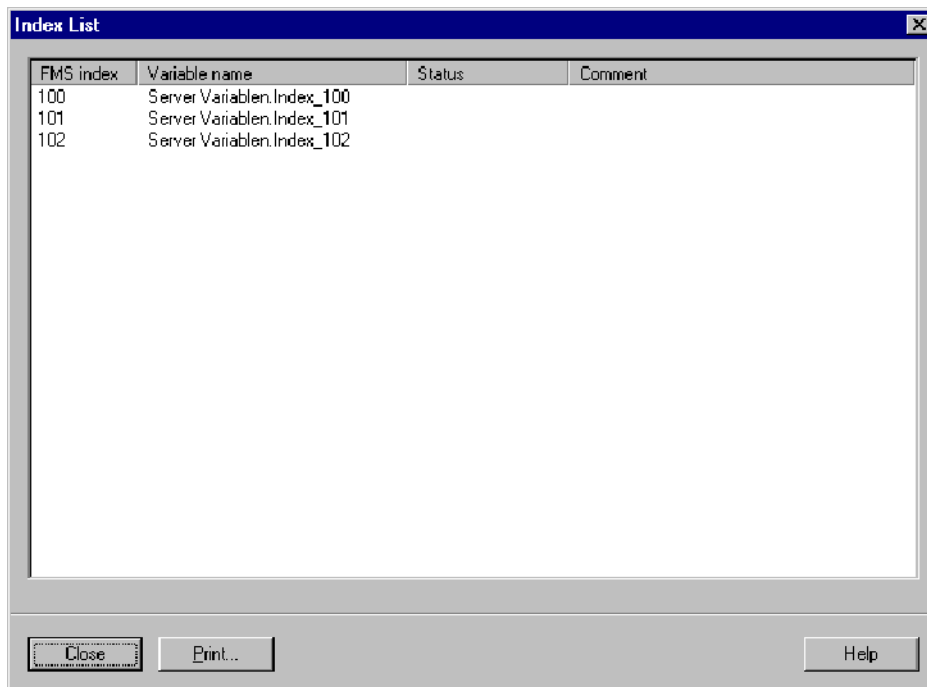 Index List
FMS index Variable name Status Comment
100 Server Variablen.Index_100
101 Server Variablen.Index_101
102 Server Variablen.Index_102
Close Print... Help